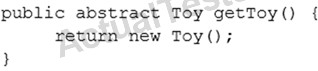 public abstract Toy getToy() {
return new Toy();
}